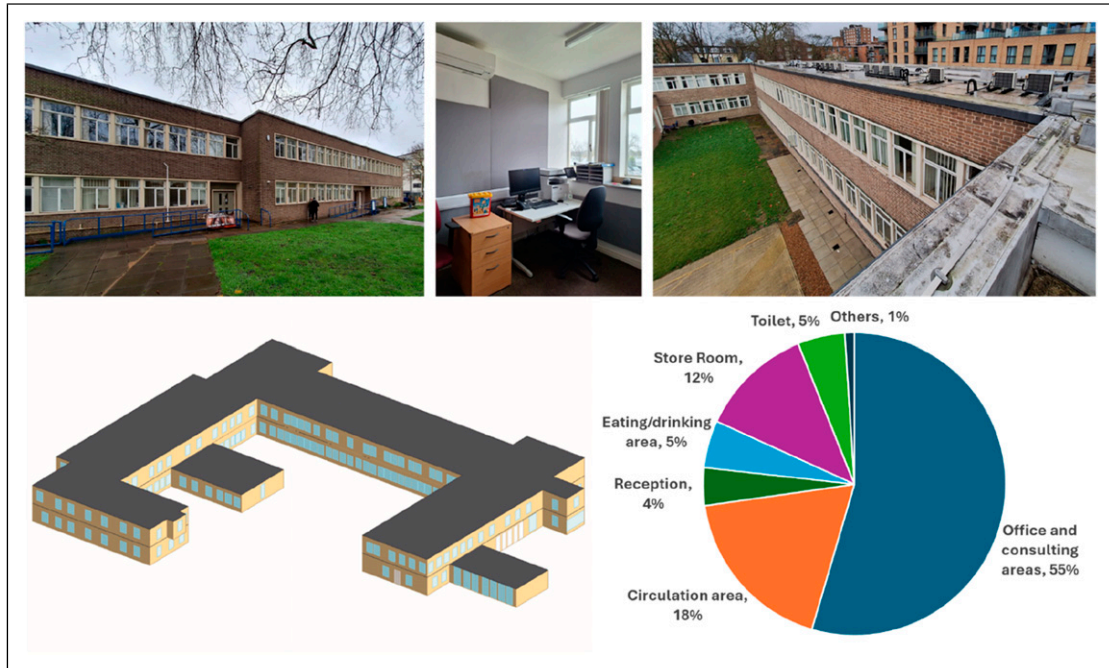 Toilet, 5%
Others, 1%
Store Room,
12%
Eating/drinking
area, 5%
Reception,
4%
Circulation area,
18%
Office and
consulting
areas, 55%